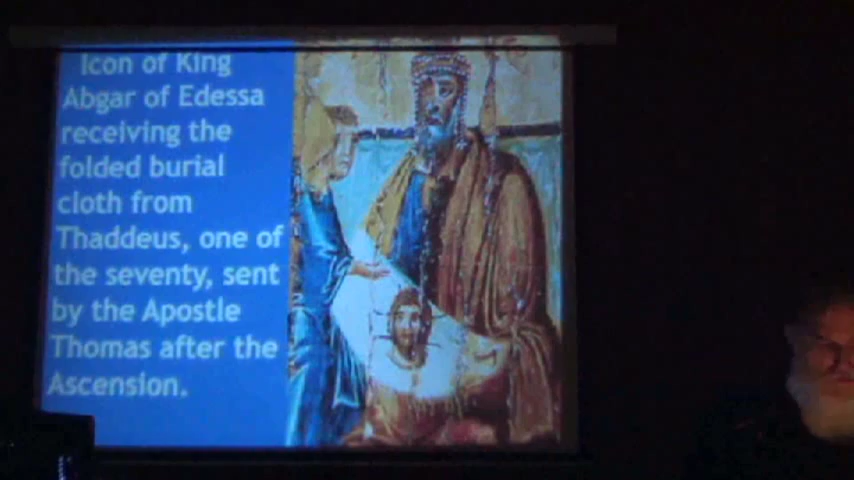 Icon of King
Abgar of Edessa
receiving the
folded burial
cloth from
Thaddeus, one of
the seventy, sent
by the Apostle
Thomas after the
Ascension.